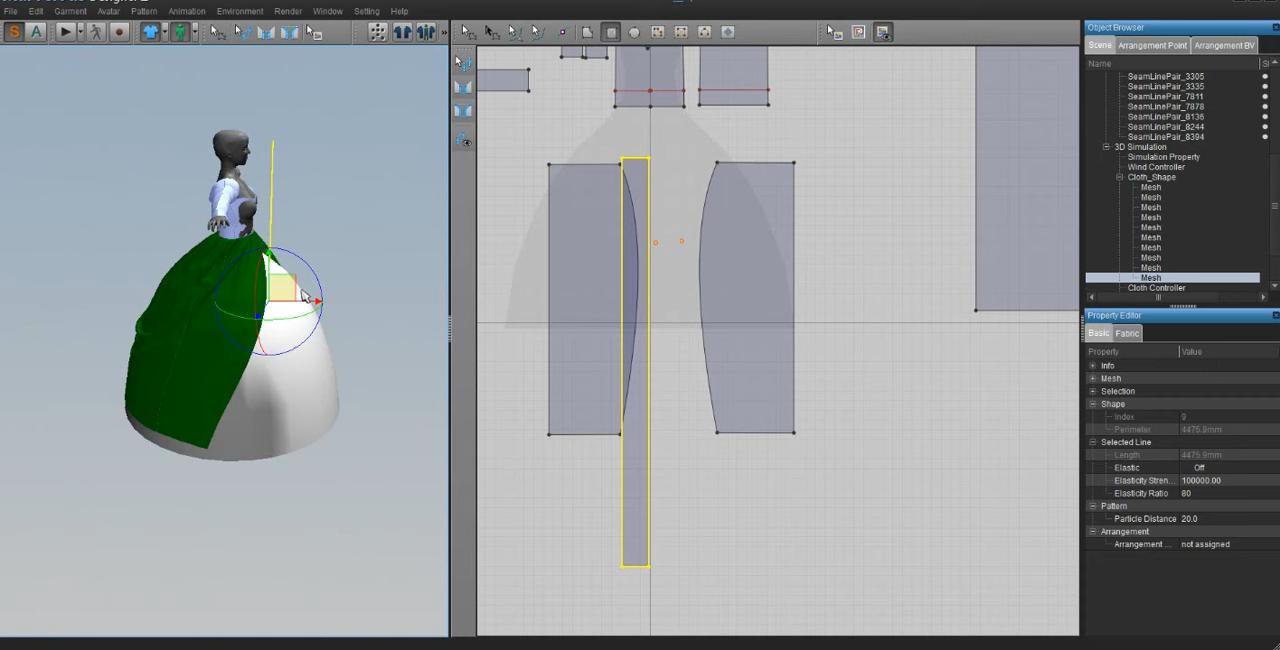 File Edit Garment Avatar Pattern Animation Environment Render Window Setting Help
S A
Object Browser
Scene Arrangement Point Arrangement BV
Name
SeamLinePair_3305
SeamLinePair_3335
SeamLinePair_7811
SeamLinePair_7878
SeamLinePair_8136
SeamLinePair_8244
SeamLinePair_8394
3D Simulation
Simulation Property
Wind Controller
Cloth_Shape
Mesh
Mesh
Mesh
Mesh
Mesh
Mesh
Mesh
Mesh
Mesh
Mesh
Cloth Controller
Property Editor
Basic Fabric
Property Value
Info
Mesh
Selection
Shape
Index 9
Perimeter 4475.9mm
Selected Line
Length 4475.9mm
Elastic Off
Elasticity Stren... 100000.00
Elasticity Ratio 80
Pattern
Particle Distance 20.0
Arrangement
Arrangement ... not assigned